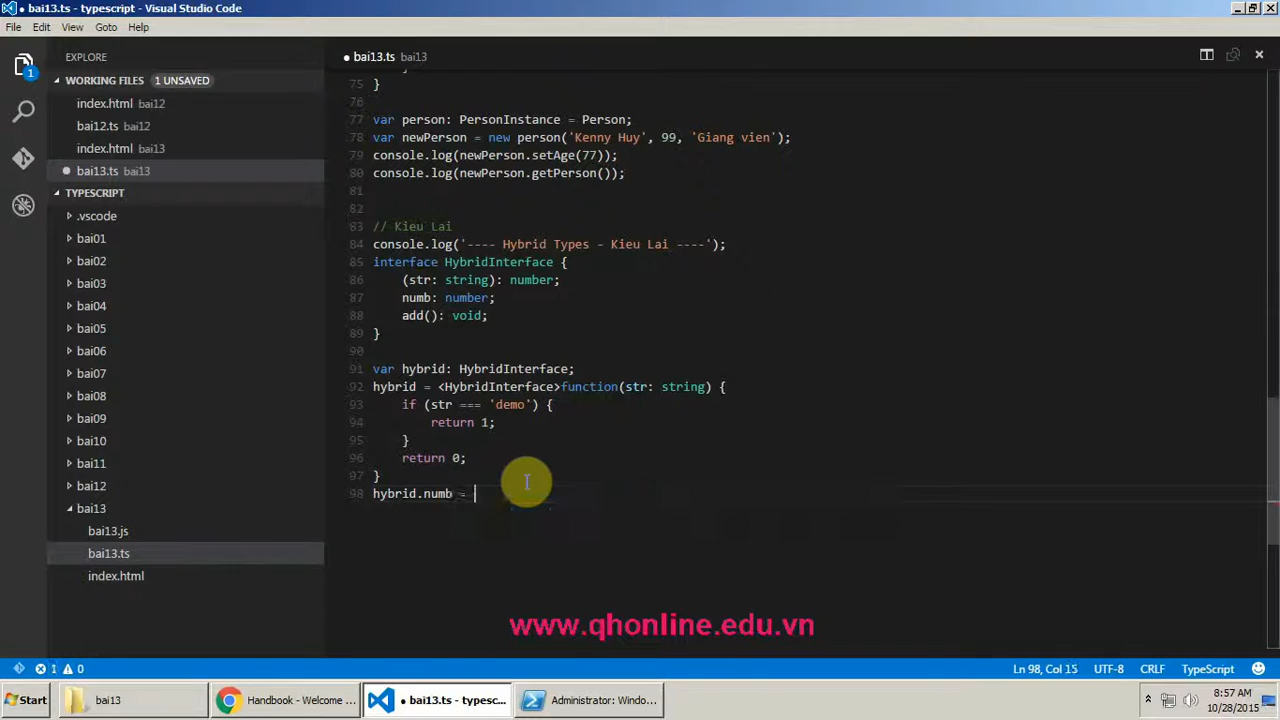 bai13.ts - typescript - Visual Studio Code
File Edit View Goto Help
EXPLORE
bai13.ts bai13
1
WORKING FILES 1 UNSAVED
index.html bai12
bai12.ts bai12
index.html bai13
bai13.ts bai13
TYPESCRIPT
.vscode
bai01
bai02
bai03
bai04
bai05
bai06
bai07
bai08
bai09
bai10
bai11
bai12
bai13
bai13.js
bai13.ts
index.html
75 }
76
77 var person: PersonInstance = Person;
78 var newPerson = new person('Kenny Huy', 99, 'Giang vien');
79 console.log(newPerson.setAge(77));
80 console.log(newPerson.getPerson());
81
82
83 // Kieu Lai
84 console.log('---- Hybrid Types - Kieu Lai ----');
85 interface HybridInterface {
86 (str: string): number;
87 numb: number;
88 add(): void;
89 }
90
91 var hybrid: HybridInterface;
92 hybrid = <HybridInterface>function(str: string) {
93 if (str === 'demo') {
94 return 1;
95 }
96 return 0;
97 }
98 hybrid.numb =
www.qhonline.edu.vn
1 0 Ln 98, Col 15 UTF-8 CRLF TypeScript
Start bai13 Handbook - Welcome ... bai13.ts - typesc... Administrator: Windo... 8:57 AM
10/28/2015